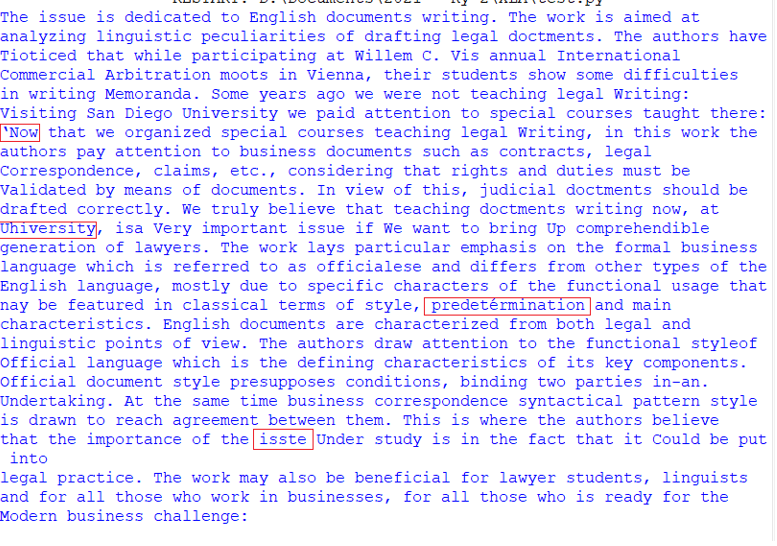 RESTART: D:\Documents\2021
The issue is dedicated to English documents writing. The work is aimed at
analyzing linguistic peculiarities of drafting legal doctments. The authors have
Tioticed that while participating at Willem C. Vis annual International
Commercial Arbitration moots in Vienna, their students show some difficulties
in writing Memoranda. Some years ago we were not teaching legal Writing:
Visiting San Diego University we paid attention to special courses taught there:
‘Now that we organized special courses teaching legal Writing, in this work the
authors pay attention to business documents such as contracts, legal
Correspondence, claims, etc., considering that rights and duties must be
Validated by means of documents. In view of this, judicial doctments should be
drafted correctly. We truly believe that teaching doctments writing now, at
Uhiversity, isa Very important issue if We want to bring Up comprehendible
generation of lawyers. The work lays particular emphasis on the formal business
language which is referred to as officialese and differs from other types of the
English language, mostly due to specific characters of the functional usage that
nay be featured in classical terms of style, predetérmination and main
characteristics. English documents are characterized from both legal and
linguistic points of view. The authors draw attention to the functional styleof
Official language which is the defining characteristics of its key components.
Official document style presupposes conditions, binding two parties in-an.
Undertaking. At the same time business correspondence syntactical pattern style
is drawn to reach agreement between them. This is where the authors believe
that the importance of the isste Under study is in the fact that it Could be put
into
legal practice. The work may also be beneficial for lawyer students, linguists
and for all those who work in businesses, for all those who is ready for the
Modern business challenge: